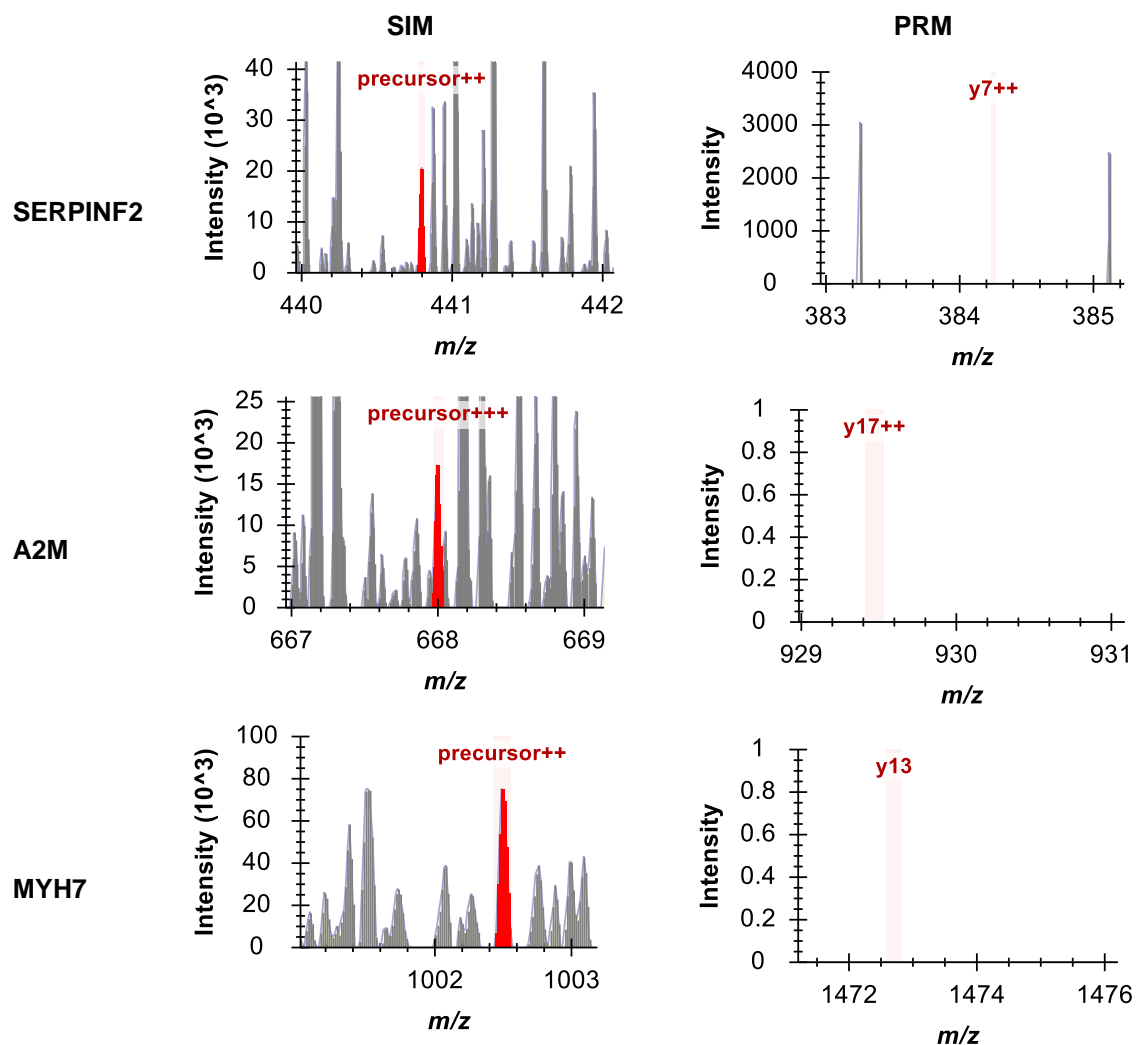 SIM
PRM
SERPINF2
Intensity (10^3)
40
30
20
10
0
precursor++
440
441
442
m/z
Intensity
4000
3000
2000
1000
0
y7++
383
384
385
m/z
A2M
Intensity (10^3)
25
20
15
10
5
0
precursor+++
667
668
669
m/z
Intensity
1
0.8
0.6
0.4
0.2
0
y17++
929
930
931
m/z
MYH7
Intensity (10^3)
100
80
60
40
20
0
precursor++
1002
1003
m/z
Intensity
1
0.8
0.6
0.4
0.2
0
y13
1472
1474
1476
m/z